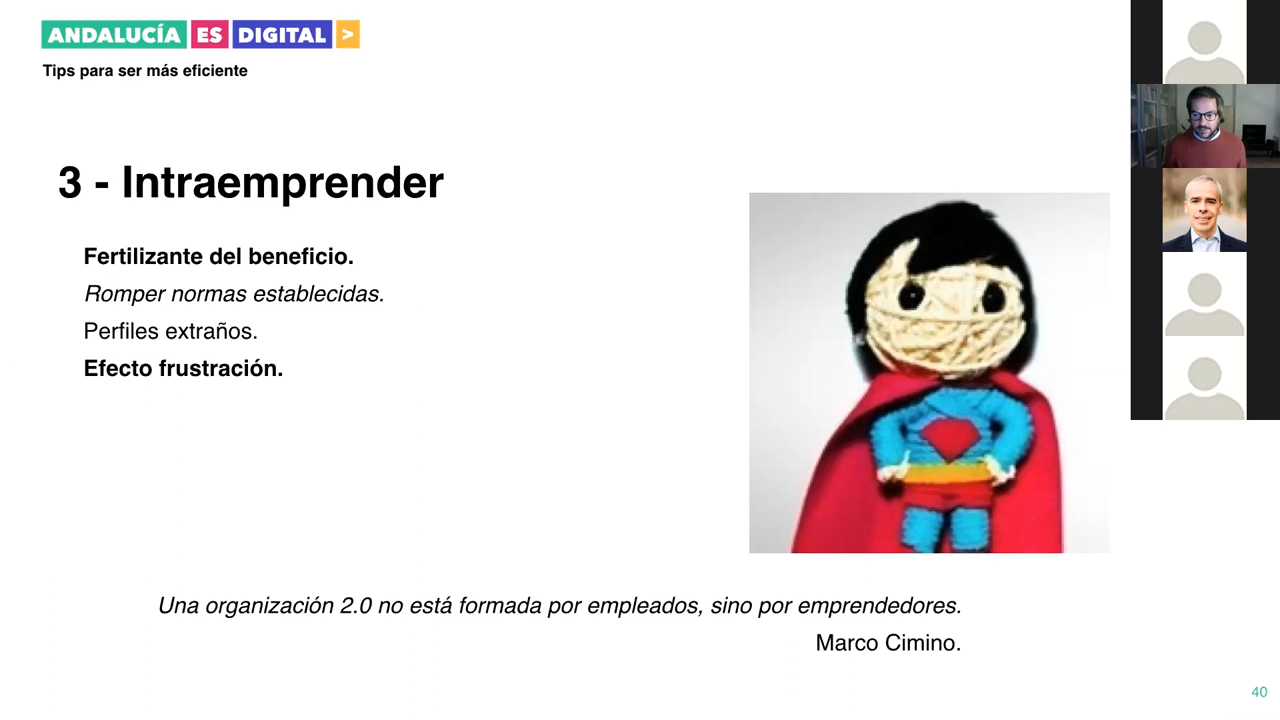 ANDALUCÍA ES DIGITAL >
Tips para ser más eficiente
3 - Intraemprender
Fertilizante del beneficio.
Romper normas establecidas.
Perfiles extraños.
Efecto frustración.
Una organización 2.0 no está formada por empleados, sino por emprendedores.
Marco Cimino.
40